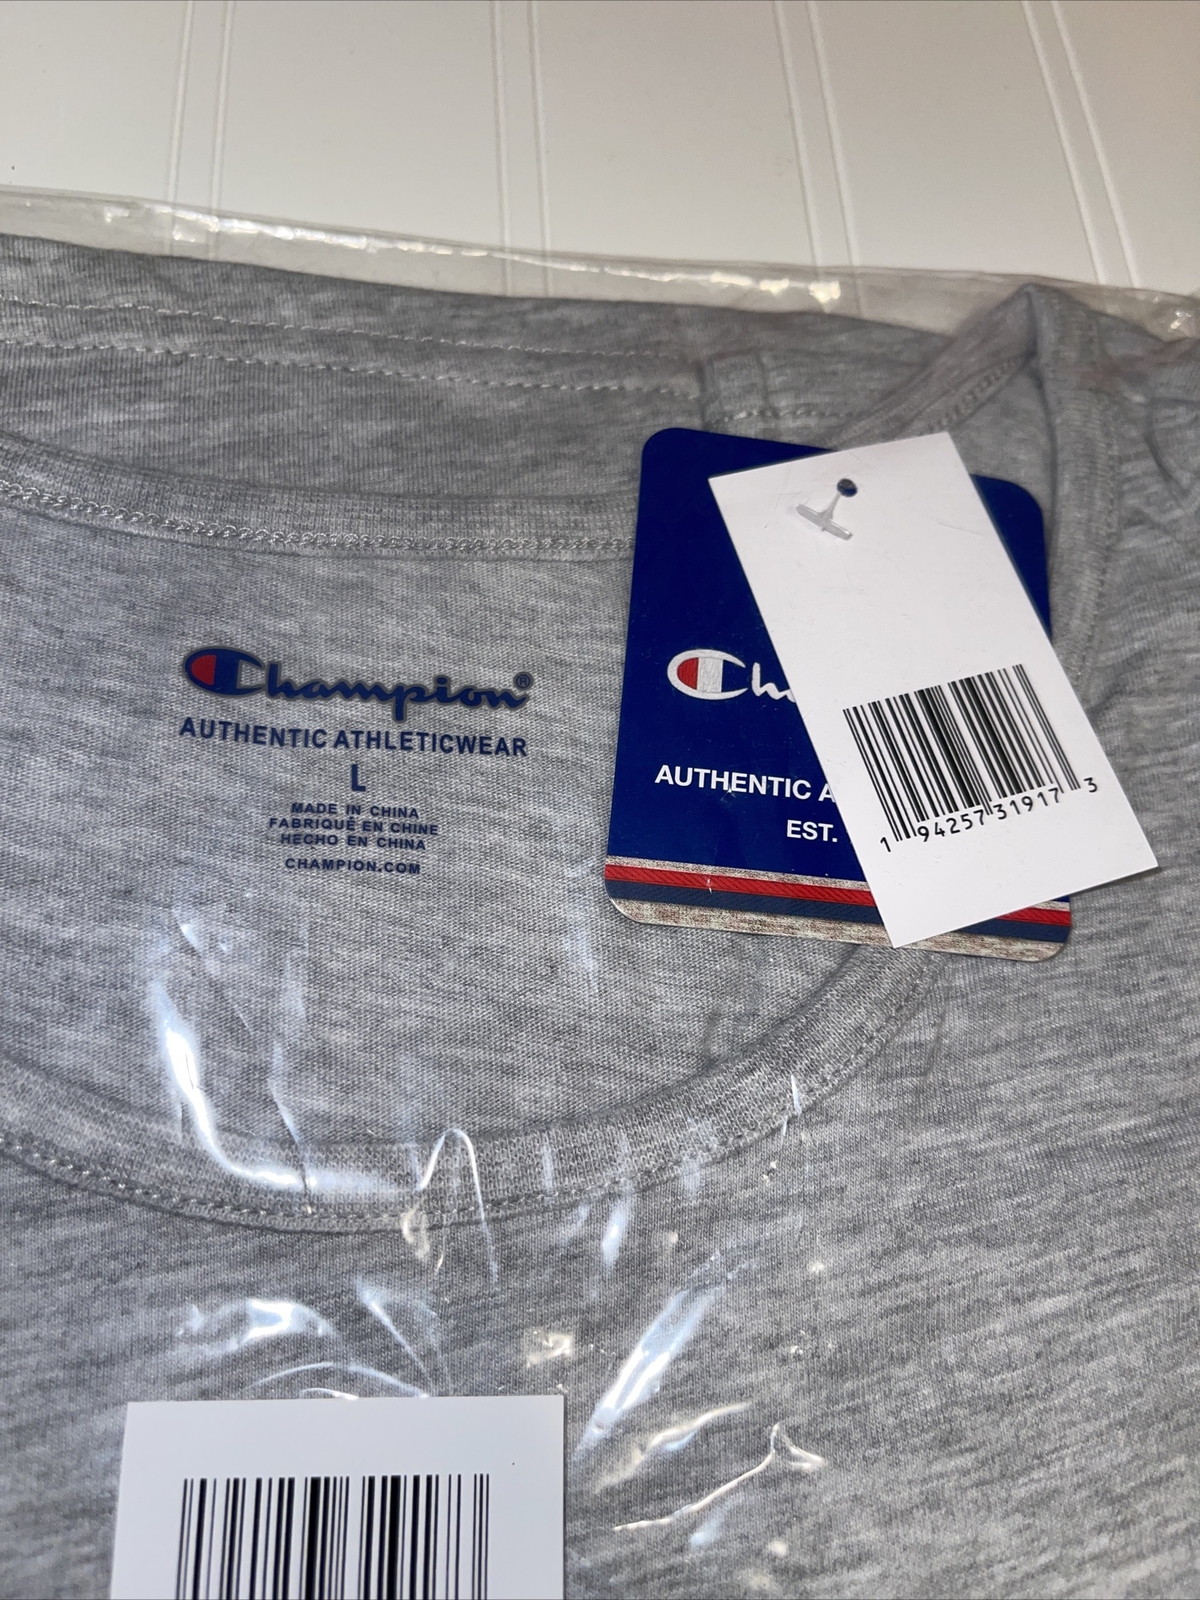 Champion®
AUTHENTIC ATHLETICWEAR
L
MADE IN CHINA
FABRIQUÉ EN CHINE
HECHO EN CHINA
CHAMPION.COM
Ch
AUTHENTIC A
EST.
1 94257 31917 3